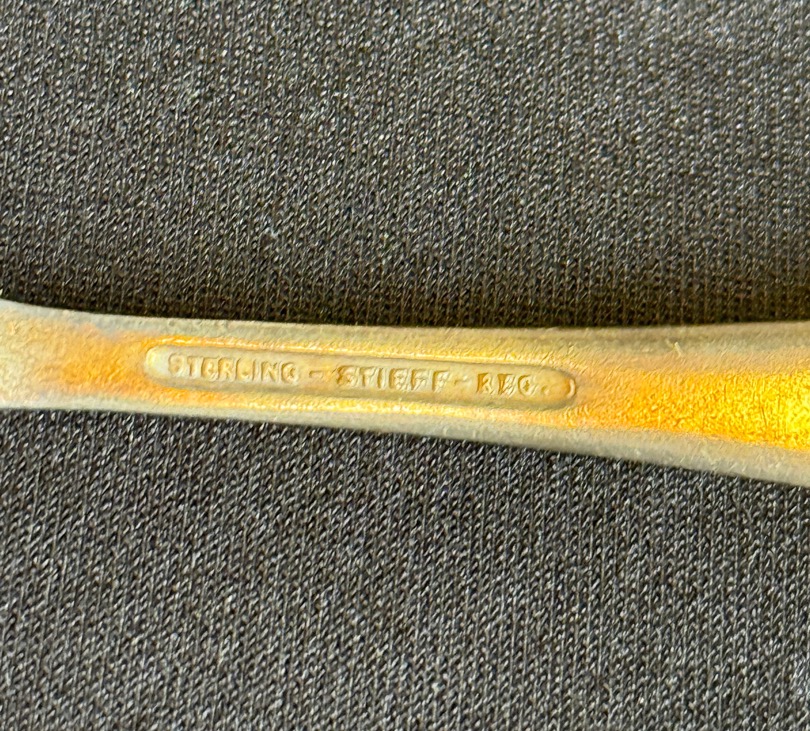 STERLING - STIEFF - REG.